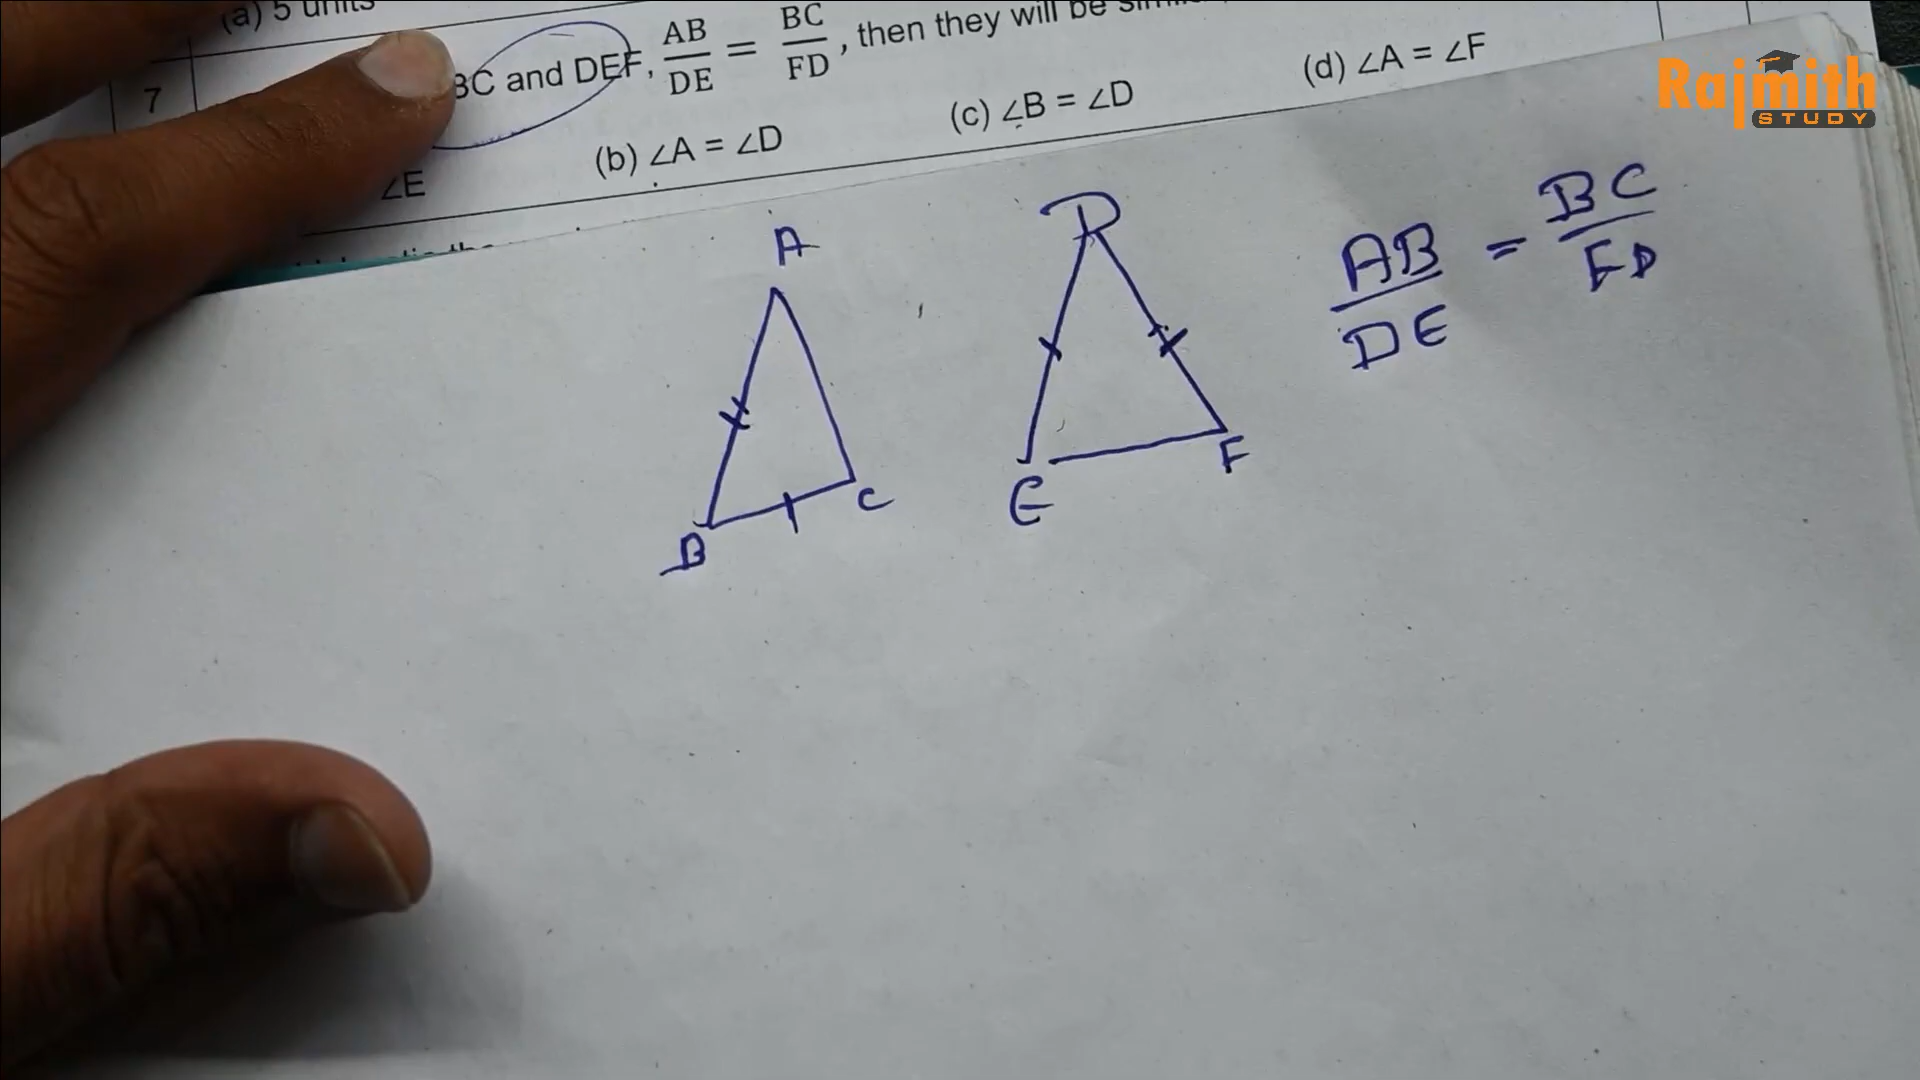 (a) 5 units
7
BC and DEF, AB/DE = BC/FD, then they will be
∠E
(b) ∠A = ∠D
(c) ∠B = ∠D
(d) ∠A = ∠F
Rajmith
STUDY
A
B
C
D
E
F
AB/DE = BC/FD